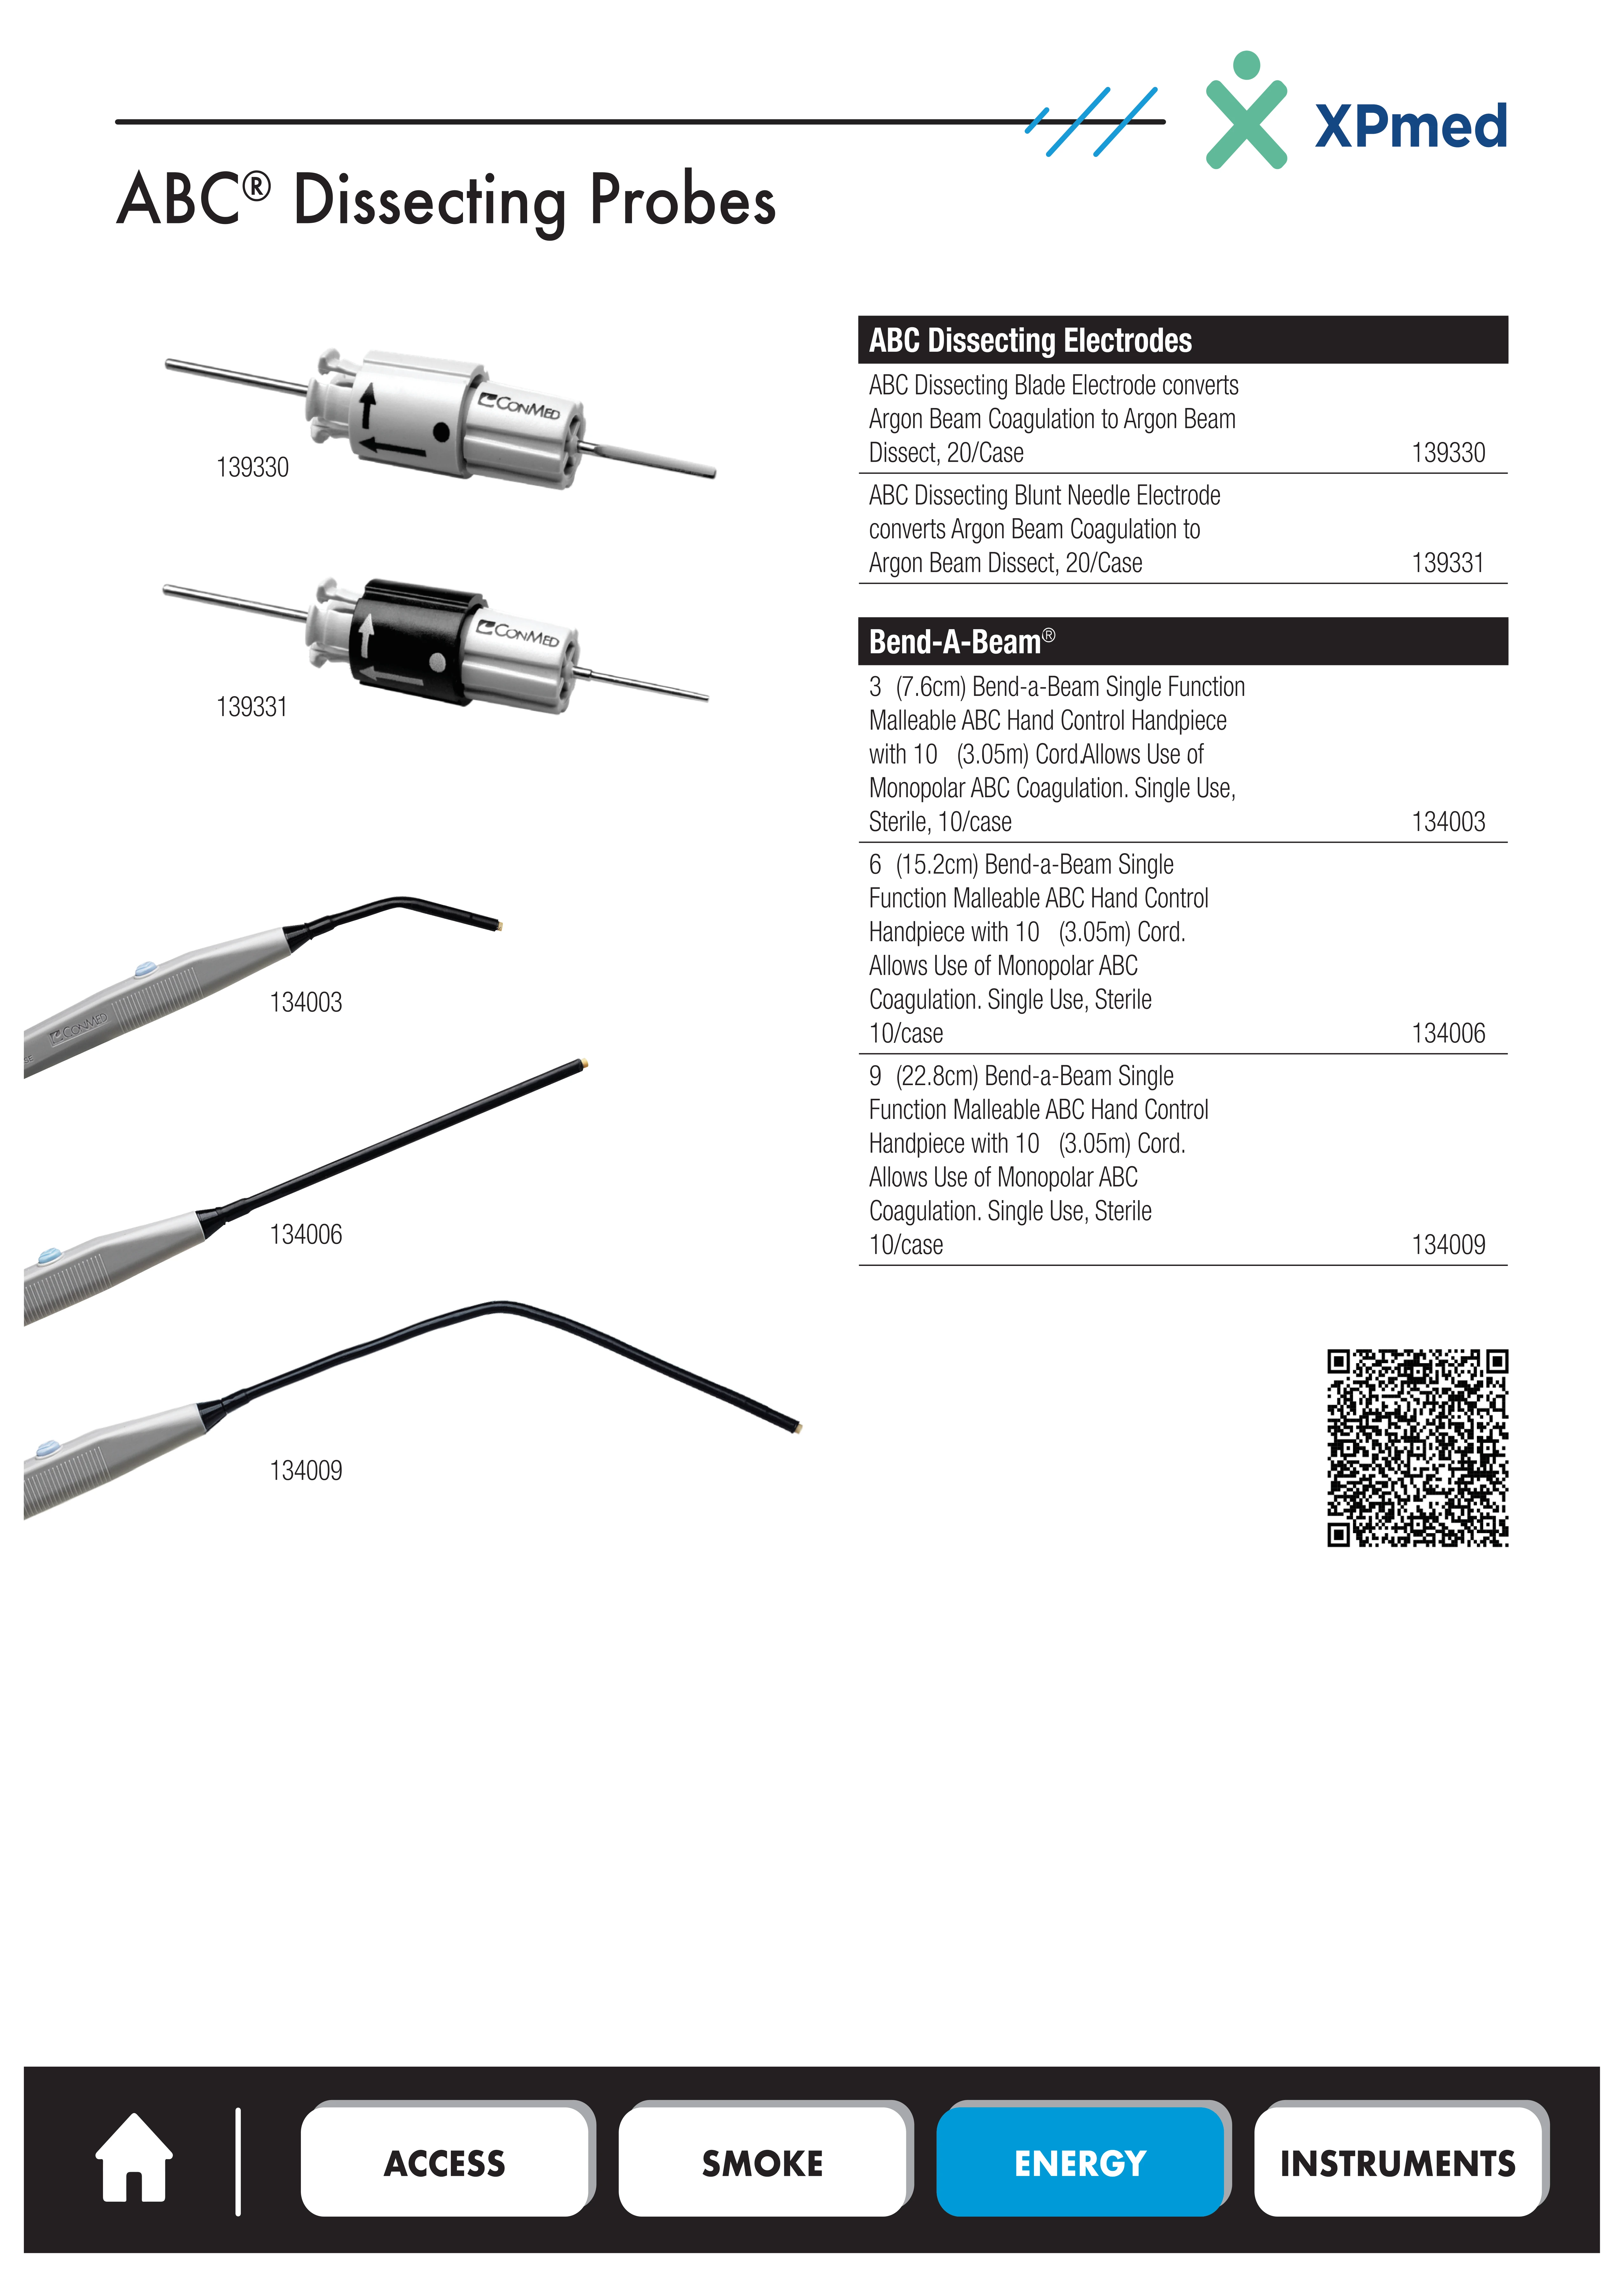 XPmed
ABC® Dissecting Probes
CONMED
139330
CONMED
139331
CONMED
134003
134006
134009
ABC Dissecting Electrodes
ABC Dissecting Blade Electrode converts
Argon Beam Coagulation to Argon Beam
Dissect, 20/Case 139330
ABC Dissecting Blunt Needle Electrode
converts Argon Beam Coagulation to
Argon Beam Dissect, 20/Case 139331
Bend-A-Beam®
3 (7.6cm) Bend-a-Beam Single Function
Malleable ABC Hand Control Handpiece
with 10 (3.05m) Cord.Allows Use of
Monopolar ABC Coagulation. Single Use,
Sterile, 10/case 134003
6 (15.2cm) Bend-a-Beam Single
Function Malleable ABC Hand Control
Handpiece with 10 (3.05m) Cord.
Allows Use of Monopolar ABC
Coagulation. Single Use, Sterile
10/case 134006
9 (22.8cm) Bend-a-Beam Single
Function Malleable ABC Hand Control
Handpiece with 10 (3.05m) Cord.
Allows Use of Monopolar ABC
Coagulation. Single Use, Sterile
10/case 134009
ACCESS
SMOKE
ENERGY
INSTRUMENTS